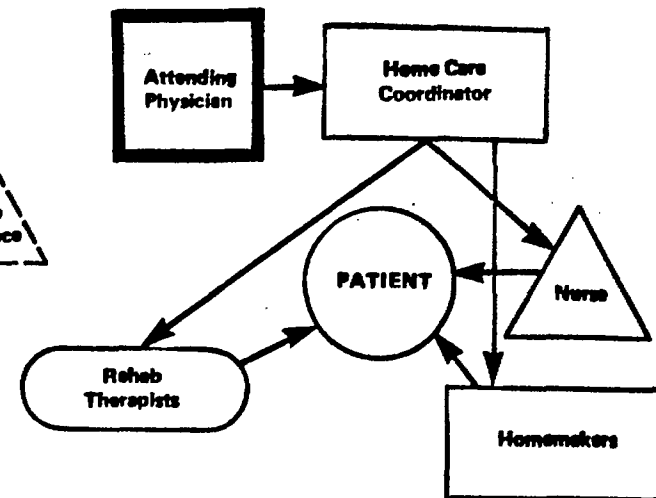 Attending
Physician
Home Care
Coordinator
PATIENT
Nurse
Rehab
Therapists
Homemakers